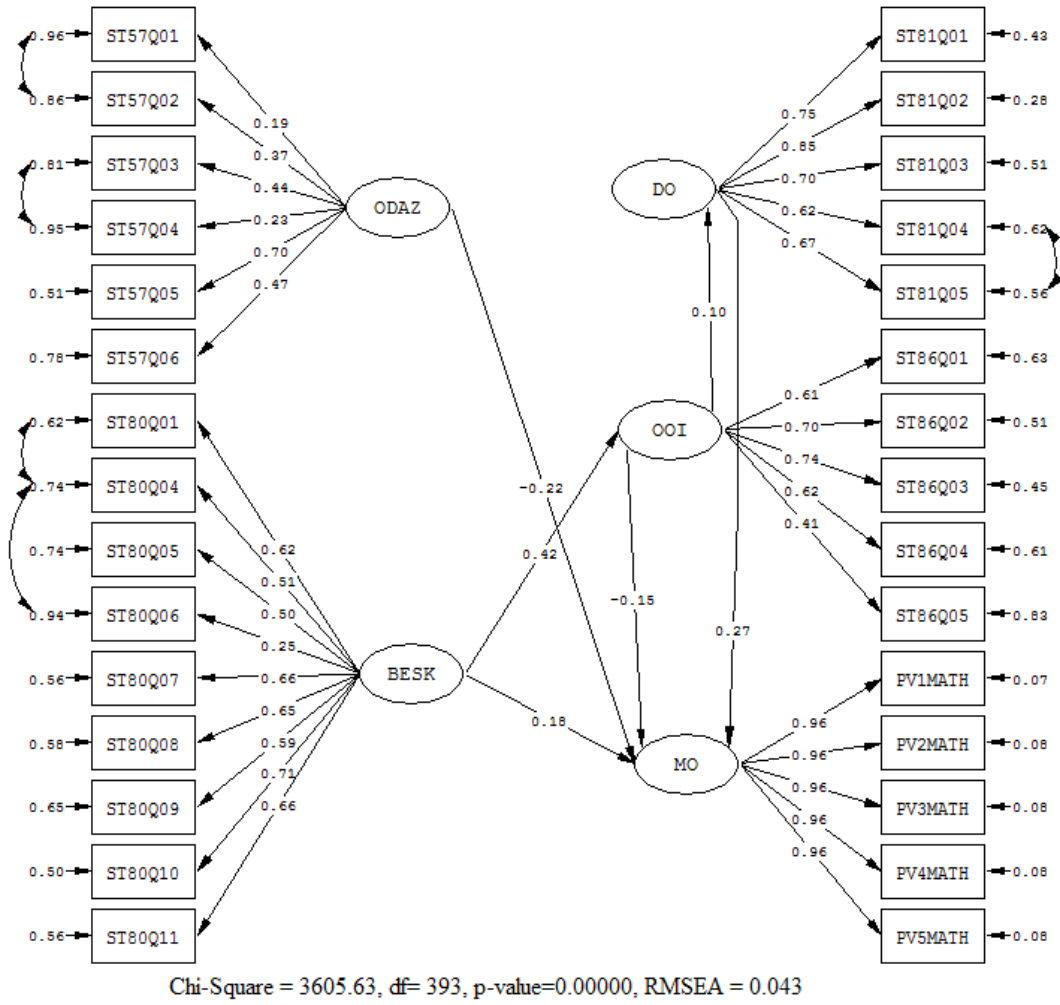 0.96 ST57Q01
0.86 ST57Q02
0.81 ST57Q03
0.95 ST57Q04
0.51 ST57Q05
0.78 ST57Q06
0.62 ST80Q01
0.74 ST80Q04
0.74 ST80Q05
0.94 ST80Q06
0.56 ST80Q07
0.58 ST80Q08
0.65 ST80Q09
0.50 ST80Q10
0.56 ST80Q11
0.19
0.37
0.44
0.23
0.70
0.47
ODAZ
0.62
0.51
0.50
0.25
0.66
0.65
0.59
0.71
0.66
BESK
-0.22
0.42
0.18
DO
0.10
OOI
-0.15
0.27
MO
0.75
0.85
0.70
0.62
0.67
0.61
0.70
0.74
0.62
0.41
0.96
0.96
0.96
0.96
0.96
ST81Q01 0.43
ST81Q02 0.28
ST81Q03 0.51
ST81Q04 0.62
ST81Q05 0.56
ST86Q01 0.63
ST86Q02 0.51
ST86Q03 0.45
ST86Q04 0.61
ST86Q05 0.83
PV1MATH 0.07
PV2MATH 0.08
PV3MATH 0.08
PV4MATH 0.08
PV5MATH 0.08
Chi-Square = 3605.63, df= 393, p-value=0.00000, RMSEA = 0.043